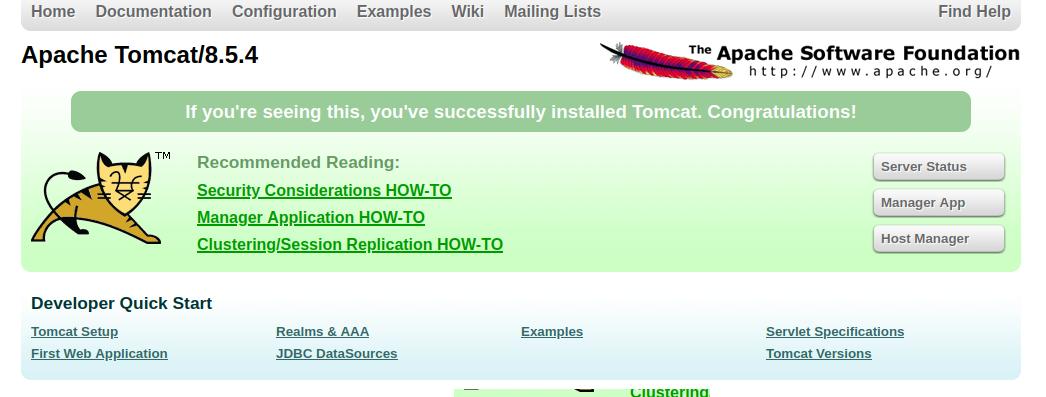 Home Documentation Configuration Examples Wiki Mailing Lists Find Help
Apache Tomcat/8.5.4
The Apache Software Foundation
http://www.apache.org/
If you're seeing this, you've successfully installed Tomcat. Congratulations!
TM
Recommended Reading:
Security Considerations HOW-TO
Manager Application HOW-TO
Clustering/Session Replication HOW-TO
Server Status
Manager App
Host Manager
Developer Quick Start
Tomcat Setup Realms & AAA Examples Servlet Specifications
First Web Application JDBC DataSources Tomcat Versions
Clustering